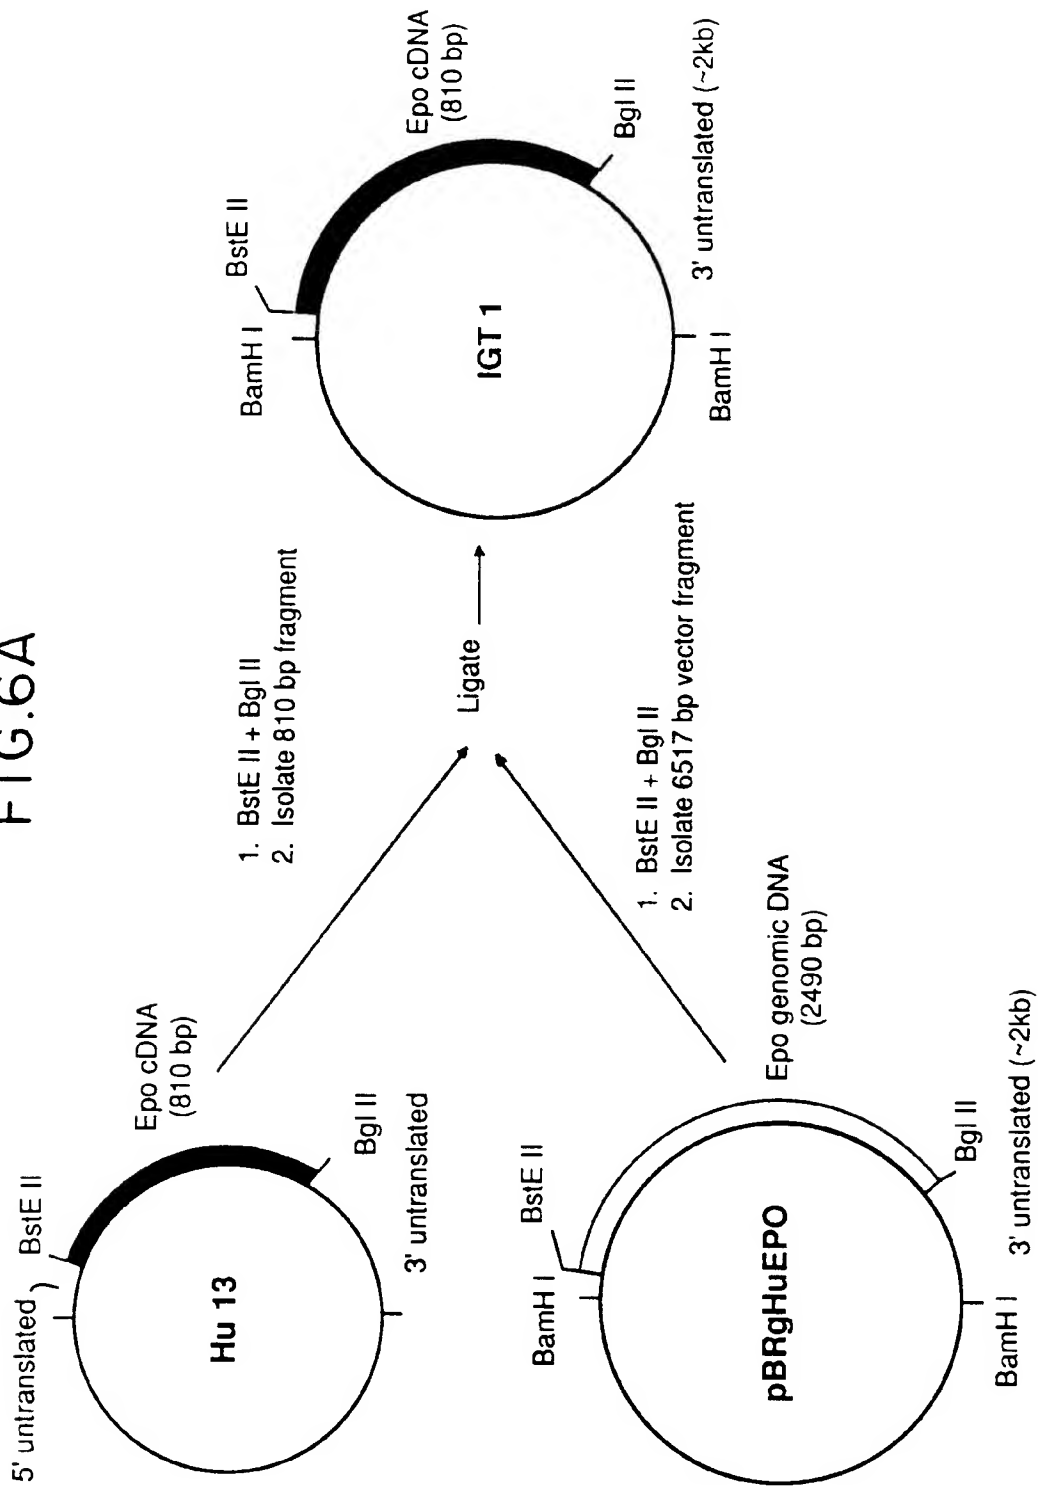 FIG.6A
5' untranslated
BstE II
Epo cDNA
(810 bp)
Hu 13
Bgl II
3' untranslated
1. BstE II + Bgl II
2. Isolate 810 bp fragment
Ligate
BamH I
BstE II
Epo genomic DNA
(2490 bp)
pBRgHuEPO
Bgl II
BamH I
3' untranslated (~2kb)
1. BstE II + Bgl II
2. Isolate 6517 bp vector fragment
BamH I
BstE II
Epo cDNA
(810 bp)
IGT 1
Bgl II
BamH I
3' untranslated (~2kb)